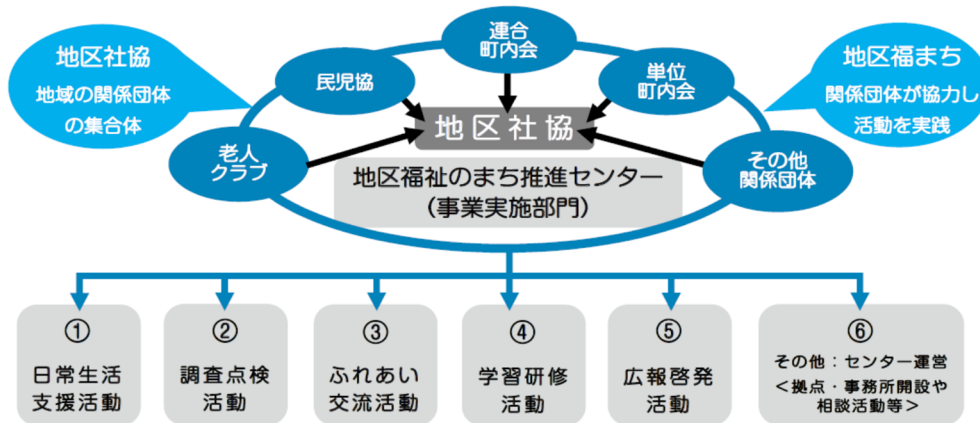 地区社協
地域の関係団体
の集合体
連合
町内会
民児協
単位
町内会
地区福まち
関係団体が協力し
活動を実践
老人
クラブ
地区社協
その他
関係団体
地区福祉のまち推進センター
（事業実施部門）
①
日常生活
支援活動
②
調査点検
活動
③
ふれあい
交流活動
④
学習研修
活動
⑤
広報啓発
活動
⑥
その他：センター運営
＜拠点・事務所開設や
相談活動等＞